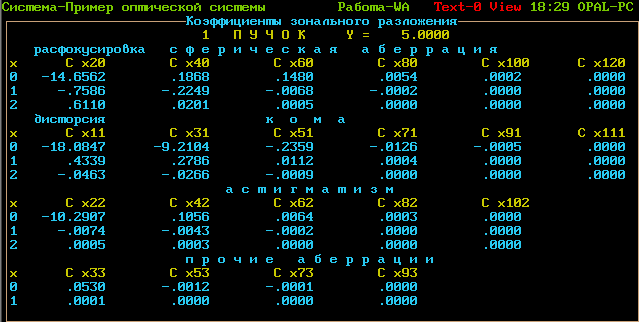 Система-Пример оптической системы Работа-WA Text-0 View 18:29 OPAL-PC
Коэффициенты зонального разложения
1 П У Ч О К Y = 5.0000
расфокусировка с ф е р и ч е с к а я а б е р р а ц и я
x C x20 C x40 C x60 C x80 C x100 C x120
0 -14.6562 .1868 .1480 .0054 .0002 .0000
1 -.7586 -.2249 -.0068 -.0002 .0000 .0000
2 .6110 .0201 .0005 .0000 .0000 .0000
дисторсия к о м а
x C x11 C x31 C x51 C x71 C x91 C x111
0 -18.0847 -9.2104 -.2359 -.0126 -.0005 .0000
1 .4339 .2786 .0112 .0004 .0000 .0000
2 -.0463 -.0266 -.0009 .0000 .0000 .0000
а с т и г м а т и з м
x C x22 C x42 C x62 C x82 C x102
0 -10.2907 .1056 .0064 .0003 .0000
1 -.0074 -.0043 -.0002 .0000 .0000
2 .0005 .0003 .0000 .0000 .0000
п р о ч и е а б е р р а ц и и
x C x33 C x53 C x73 C x93
0 .0530 -.0012 -.0001 .0000
1 .0001 .0000 .0000 .0000